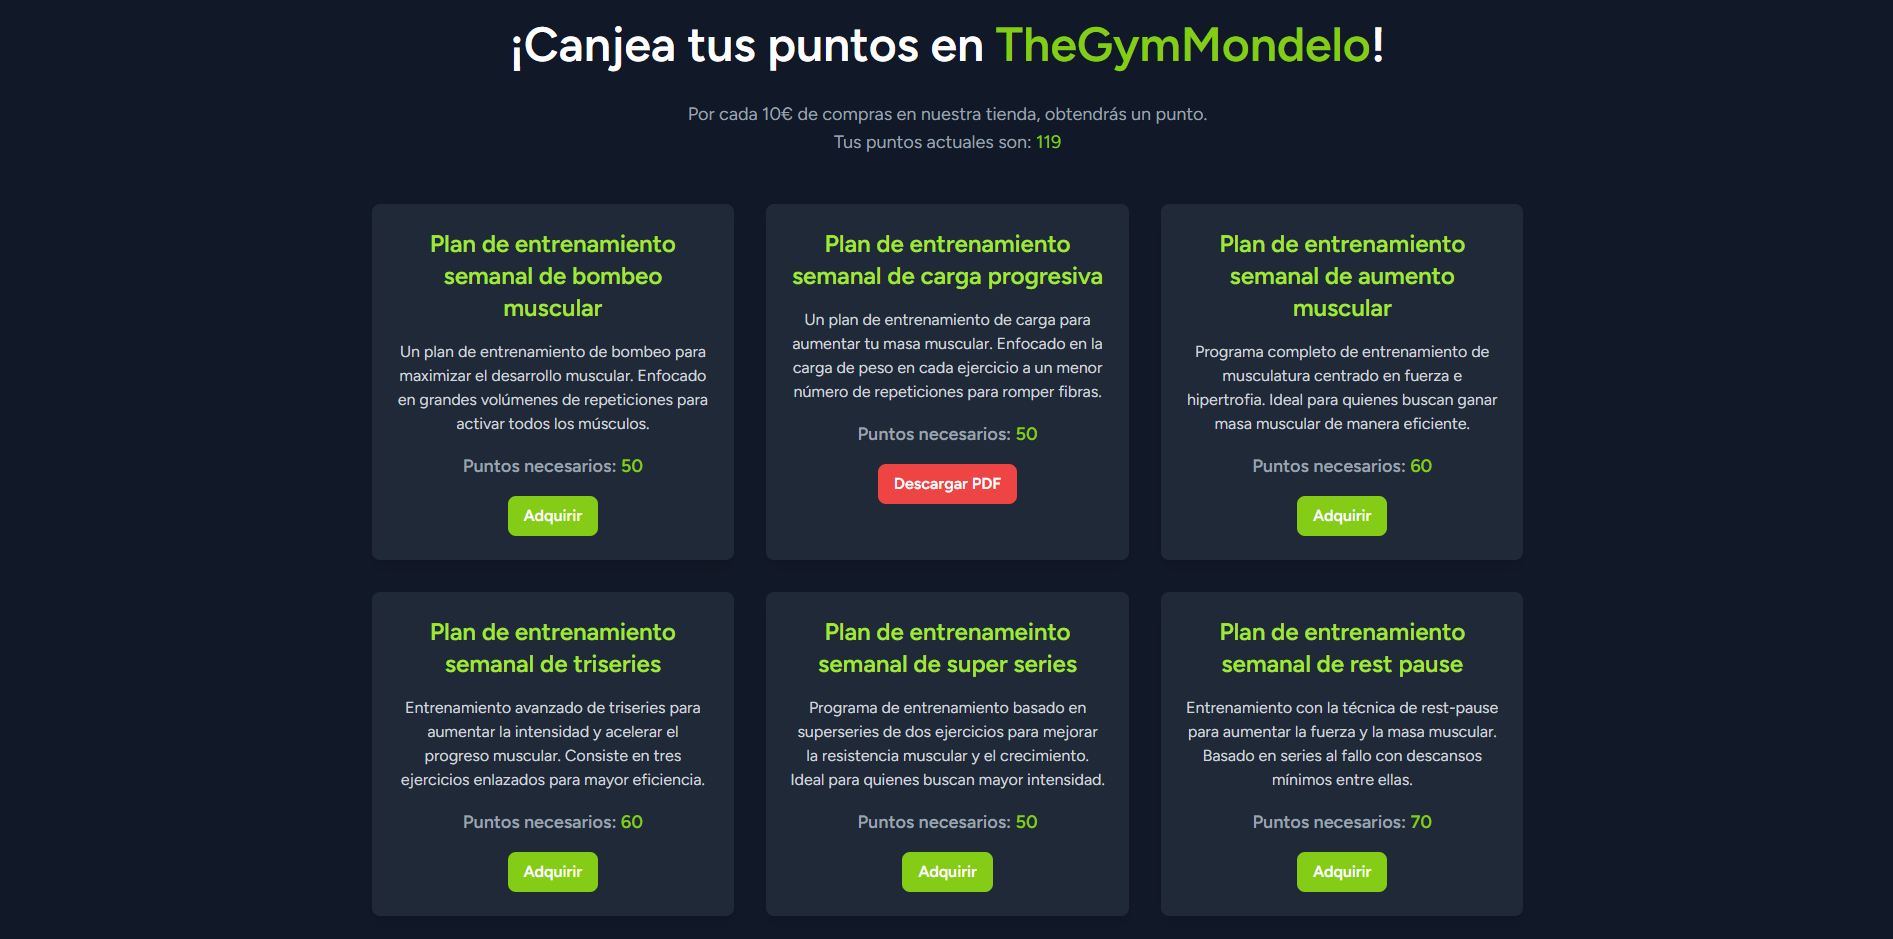 ¡Canjea tus puntos en TheGymMondelo!
Por cada 10€ de compras en nuestra tienda, obtendrás un punto.
Tus puntos actuales son: 119
Plan de entrenamiento
semanal de bombeo
muscular
Un plan de entrenamiento de bombeo para
maximizar el desarrollo muscular. Enfocado
en grandes volúmenes de repeticiones para
activar todos los músculos.
Puntos necesarios: 50
Adquirir
Plan de entrenamiento
semanal de carga progresiva
Un plan de entrenamiento de carga para
aumentar tu masa muscular. Enfocado en la
carga de peso en cada ejercicio a un menor
número de repeticiones para romper fibras.
Puntos necesarios: 50
Descargar PDF
Plan de entrenamiento
semanal de aumento
muscular
Programa completo de entrenamiento de
musculatura centrado en fuerza e
hipertrofia. Ideal para quienes buscan ganar
masa muscular de manera eficiente.
Puntos necesarios: 60
Adquirir
Plan de entrenamiento
semanal de triseries
Entrenamiento avanzado de triseries para
aumentar la intensidad y acelerar el
progreso muscular. Consiste en tres
ejercicios enlazados para mayor eficiencia.
Puntos necesarios: 60
Adquirir
Plan de entrenameinto
semanal de super series
Programa de entrenamiento basado en
superseries de dos ejercicios para mejorar
la resistencia muscular y el crecimiento.
Ideal para quienes buscan mayor intensidad.
Puntos necesarios: 50
Adquirir
Plan de entrenamiento
semanal de rest pause
Entrenamiento con la técnica de rest-pause
para aumentar la fuerza y la masa muscular.
Basado en series al fallo con descansos
mínimos entre ellas.
Puntos necesarios: 70
Adquirir